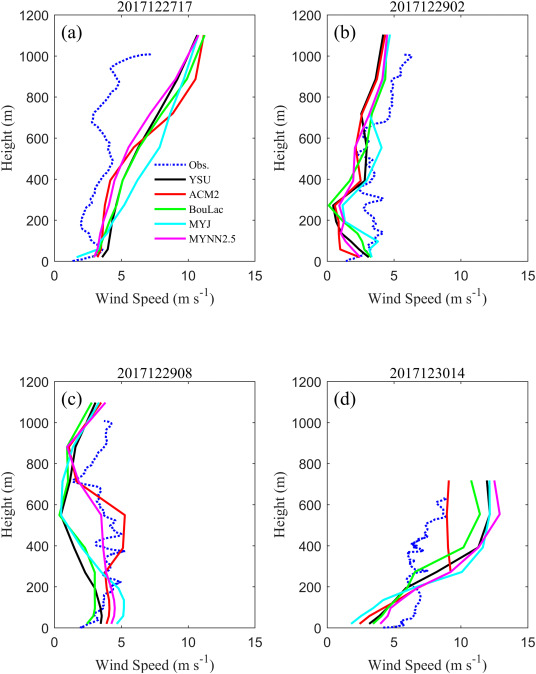 2017122717
(a)
1200
1000
800
600
400
200
0
Height (m)
Obs.
YSU
ACM2
BouLac
MYJ
MYNN2.5
0 5 10 15
Wind Speed (m s⁻¹)
2017122902
(b)
1200
1000
800
600
400
200
0
Height (m)
0 5 10 15
Wind Speed (m s⁻¹)
2017122908
(c)
1200
1000
800
600
400
200
0
Height (m)
0 5 10 15
Wind Speed (m s⁻¹)
2017123014
(d)
1200
1000
800
600
400
200
0
Height (m)
0 5 10 15
Wind Speed (m s⁻¹)